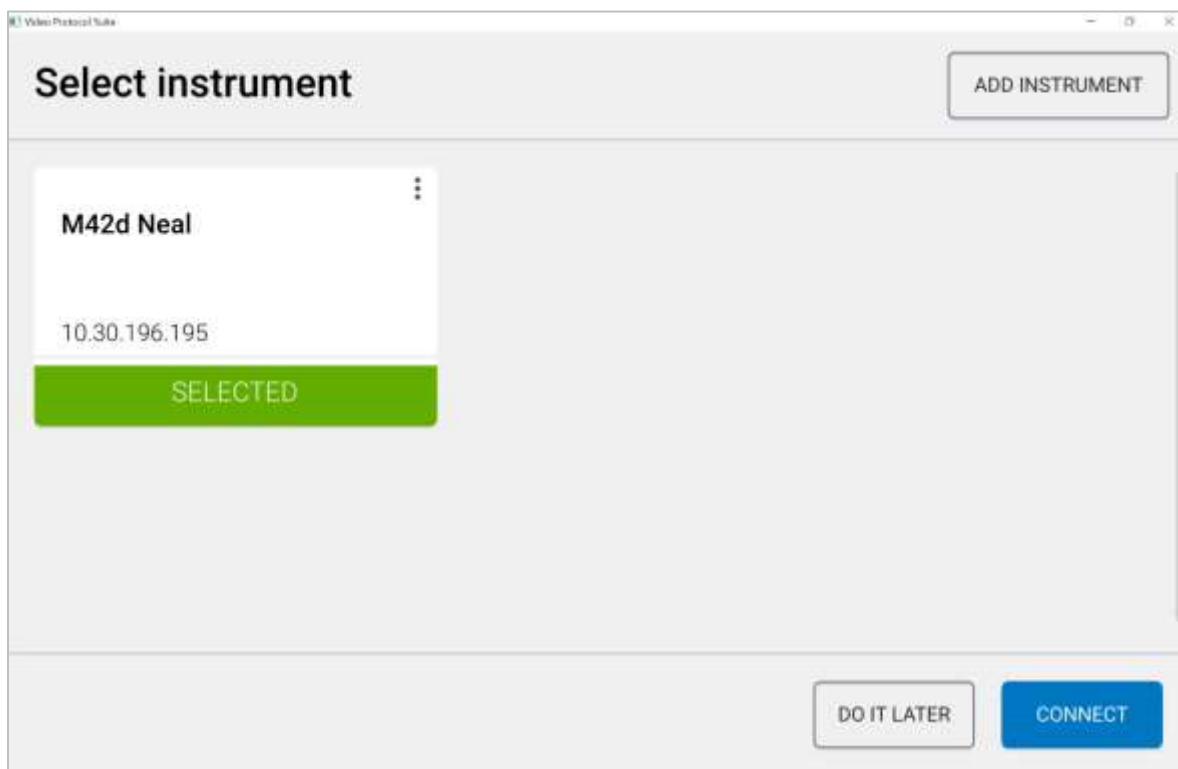 Video Protocol Suite
Select instrument
ADD INSTRUMENT
M42d Neal
10.30.196.195
SELECTED
DO IT LATER
CONNECT